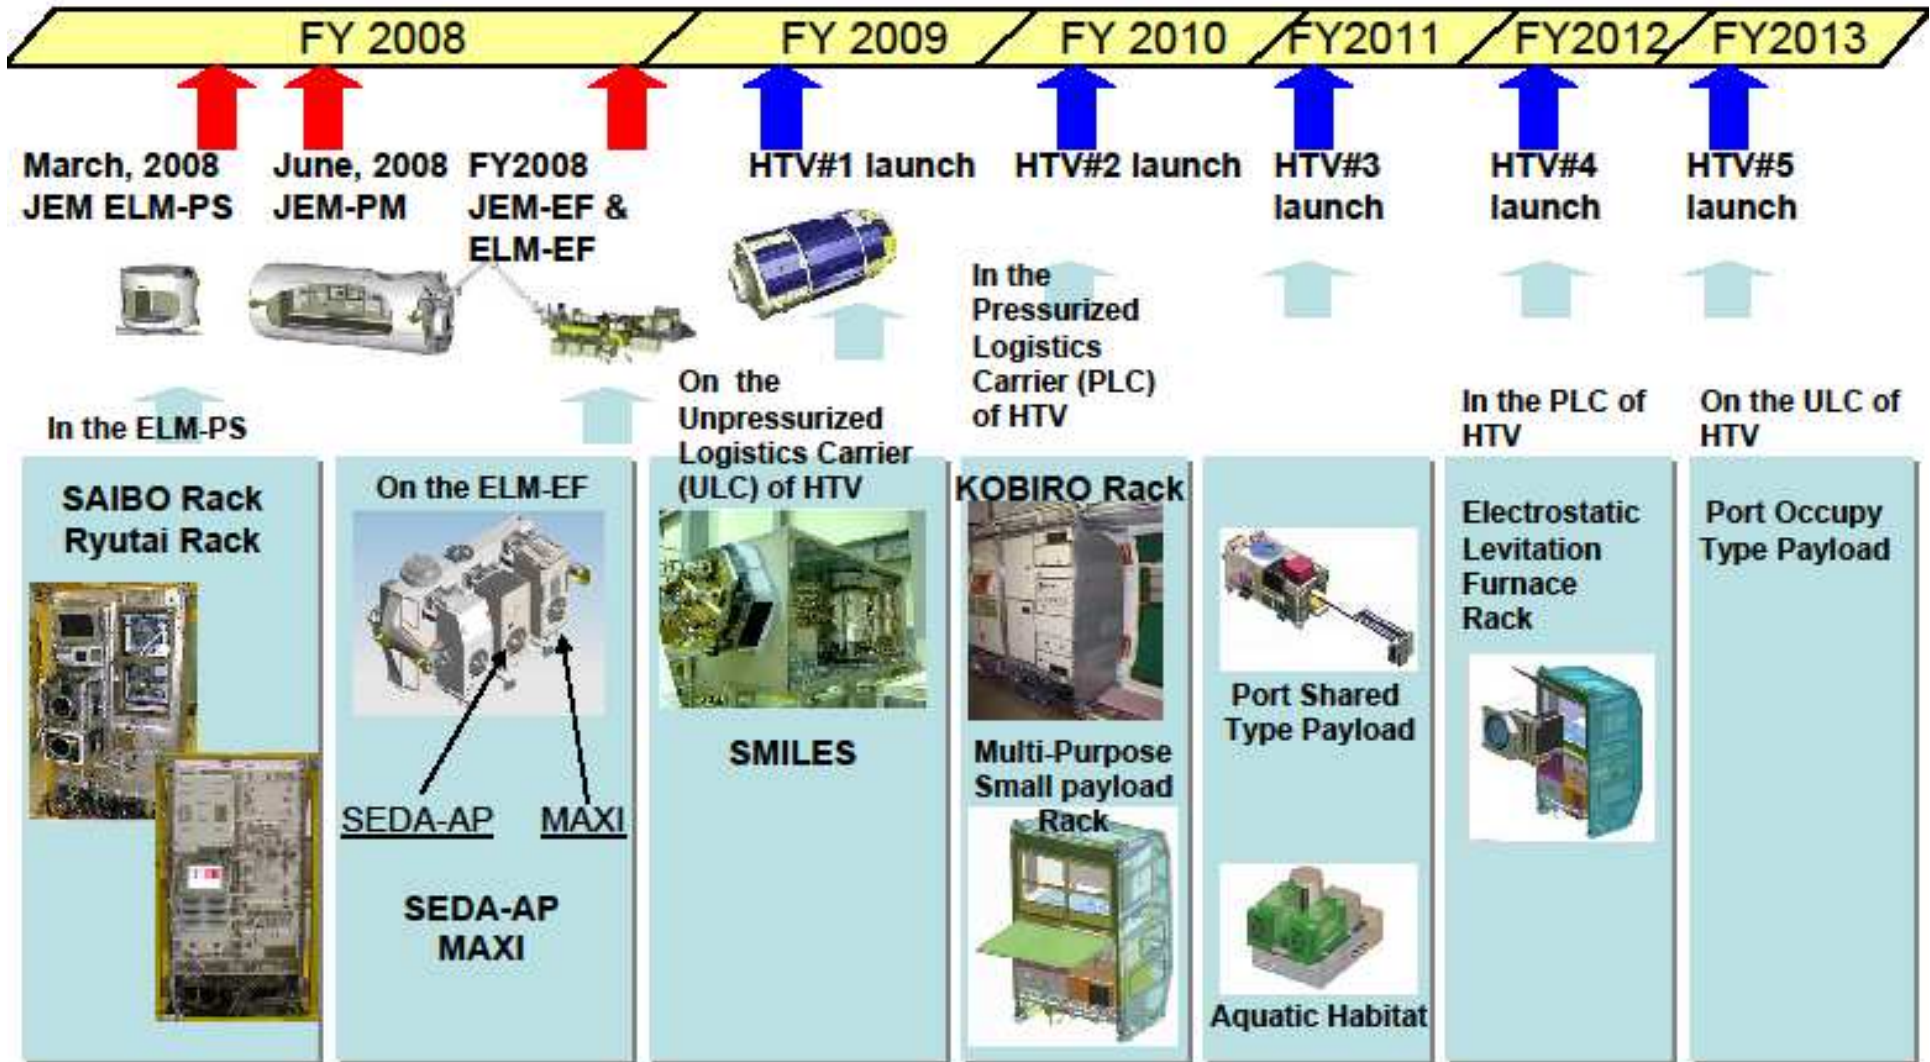 FY 2008
FY 2009
FY 2010
FY2011
FY2012
FY2013
March, 2008
JEM ELM-PS
June, 2008
JEM-PM
FY2008
JEM-EF &
ELM-EF
HTV#1 launch
HTV#2 launch
HTV#3
launch
HTV#4
launch
HTV#5
launch
In the ELM-PS
SAIBO Rack
Ryutai Rack
On the ELM-EF
SEDA-AP
MAXI
SEDA-AP
MAXI
On the
Unpressurized
Logistics Carrier
(ULC) of HTV
SMILES
In the
Pressurized
Logistics
Carrier (PLC)
of HTV
KOBIRO Rack
Multi-Purpose
Small payload
Rack
Port Shared
Type Payload
Aquatic Habitat
In the PLC of
HTV
Electrostatic
Levitation
Furnace
Rack
On the ULC of
HTV
Port Occupy
Type Payload